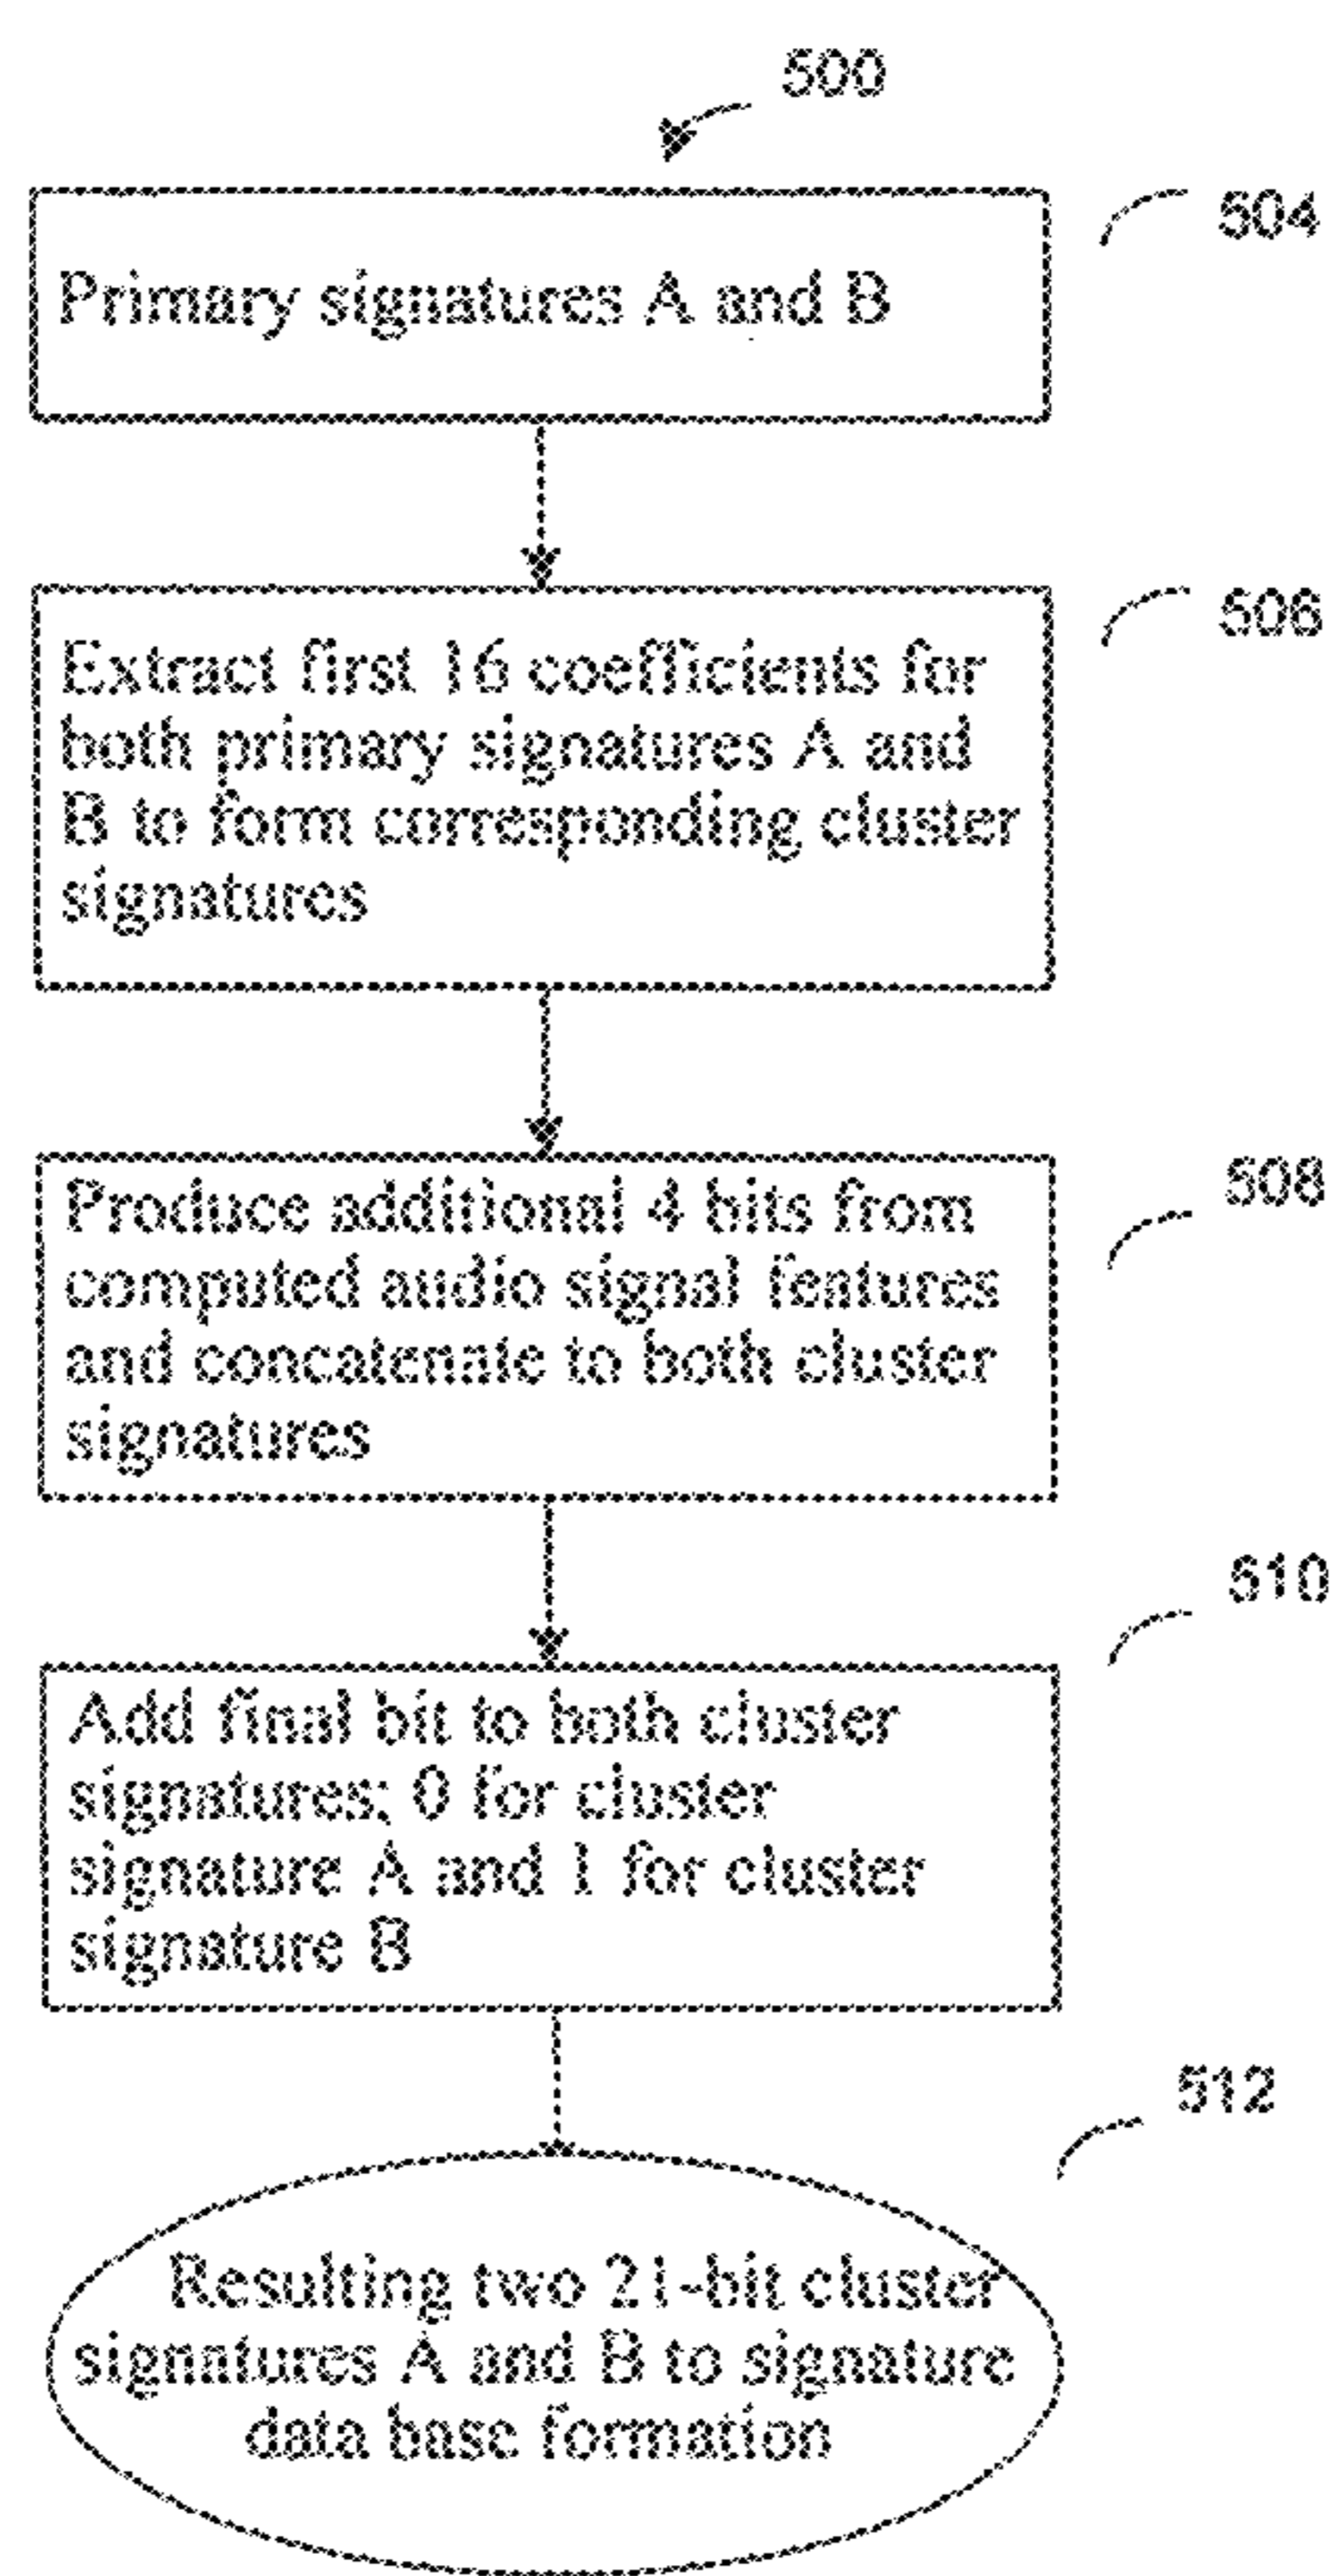 500
504
Primary signatures A and B
506
Extract first 16 coefficients for
both primary signatures A and
B to form corresponding cluster
signatures
508
Produce additional 4 bits from
computed audio signal features
and concatenate to both cluster
signatures
510
Add final bit to both cluster
signatures; 0 for cluster
signature A and 1 for cluster
signature B
512
Resulting two 21-bit cluster
signatures A and B to signature
data base formation